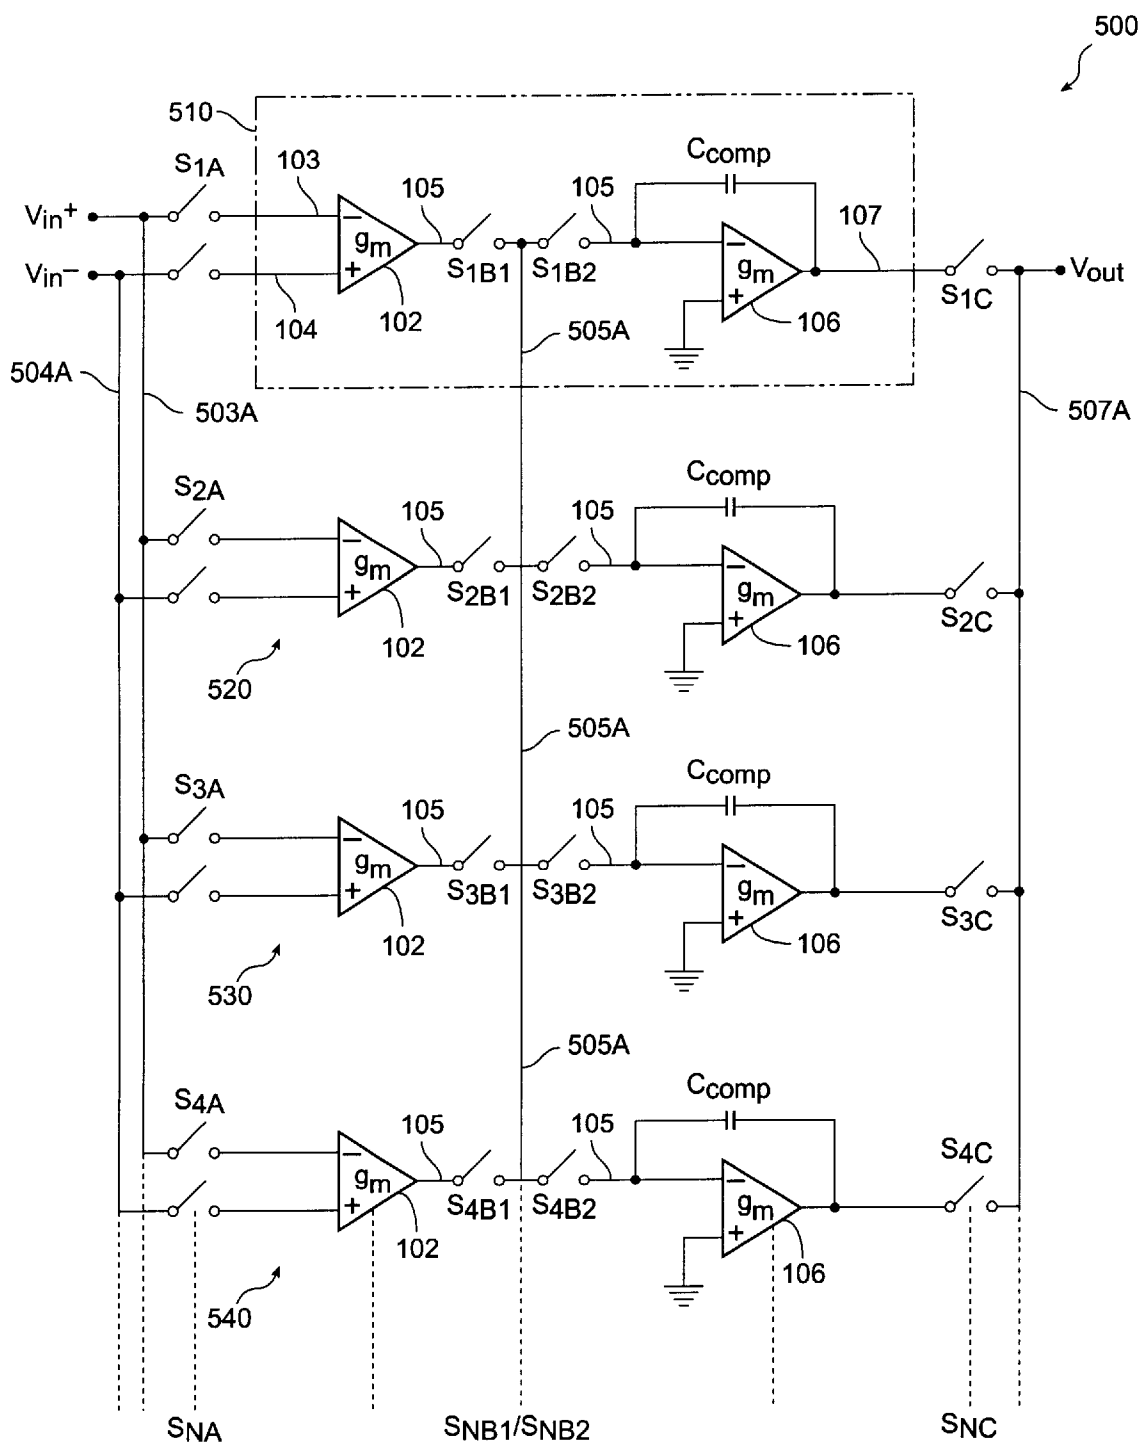 500
510
S1A
103
105
105
Ccomp
107
Vin+
Vin−
−
gm
+
S1B1
S1B2
−
gm
+
S1C
Vout
104
102
505A
106
504A
503A
507A
S2A
105
105
Ccomp
−
gm
+
S2B1
S2B2
−
gm
+
S2C
102
106
520
505A
S3A
105
105
Ccomp
−
gm
+
S3B1
S3B2
−
gm
+
S3C
102
106
530
505A
S4A
105
105
Ccomp
S4C
−
gm
+
S4B1
S4B2
−
gm
+
102
106
540
SNA
SNB1/SNB2
SNC